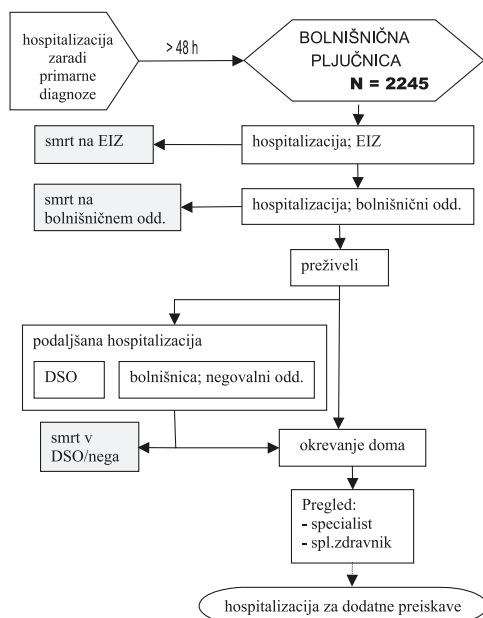 hospitalizacija
zaradi
primarne
diagnoze
> 48 h
BOLNIŠNIČNA
PLJUČNICA
N = 2245
smrt na EIZ
hospitalizacija; EIZ
smrt na
bolnišničnem odd.
hospitalizacija; bolnišnični odd.
preživeli
podaljšana hospitalizacija
DSO
bolnišnica; negovalni odd.
smrt v
DSO/nega
okrevanje doma
Pregled:
- specialist
- spl.zdravnik
hospitalizacija za dodatne preiskave